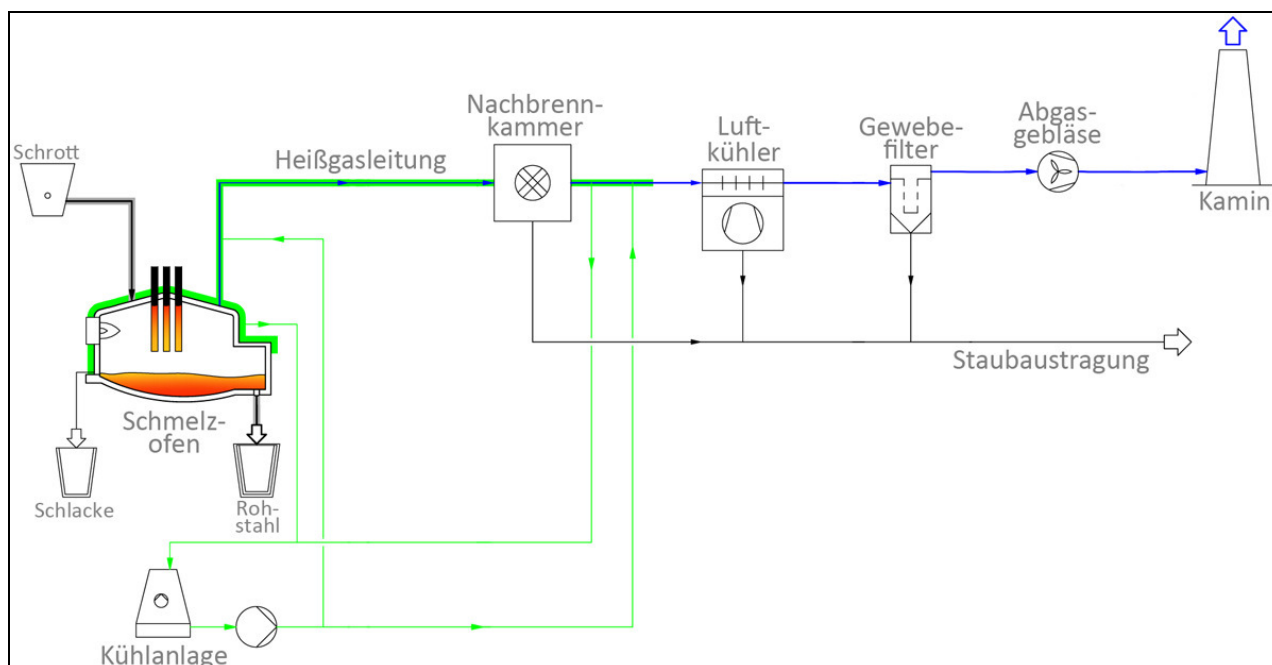 Nachbrenn-
kammer
Luft-
kühler
Gewebe-
filter
Abgas-
gebläse
Schrott
Heißgasleitung
Kamin
Staubaustragung
Schmelz-
ofen
Schlacke
Roh-
stahl
Kühlanlage